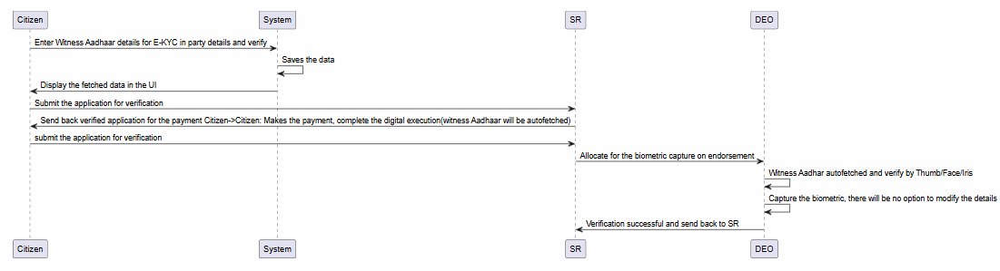 Citizen System SR DEO
Enter Witness Aadhaar details for E-KYC in party details and verify
Saves the data
Display the fetched data in the UI
Submit the application for verification
Send back verified application for the payment Citizen->Citizen: Makes the payment, complete the digital execution(witness Aadhaar will be autofetched)
submit the application for verification
Allocate for the biometric capture on endorsement
Witness Aadhar autofetched and verify by Thumb/Face/Iris
Capture the biometric, there will be no option to modify the details
Verification successful and send back to SR
Citizen System SR DEO